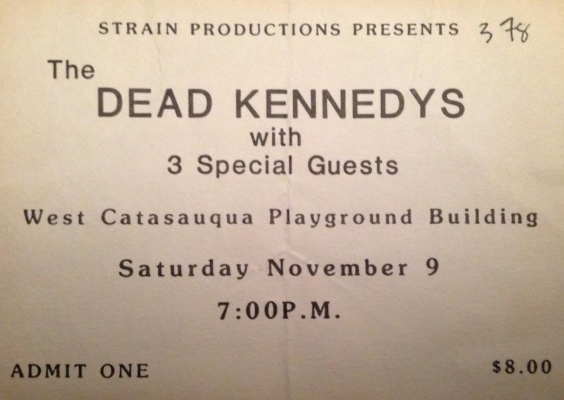 STRAIN PRODUCTIONS PRESENTS 378
The
DEAD KENNEDYS
with
3 Special Guests
West Catasauqua Playground Building
Saturday November 9
7:00P.M.
ADMIT ONE $8.00